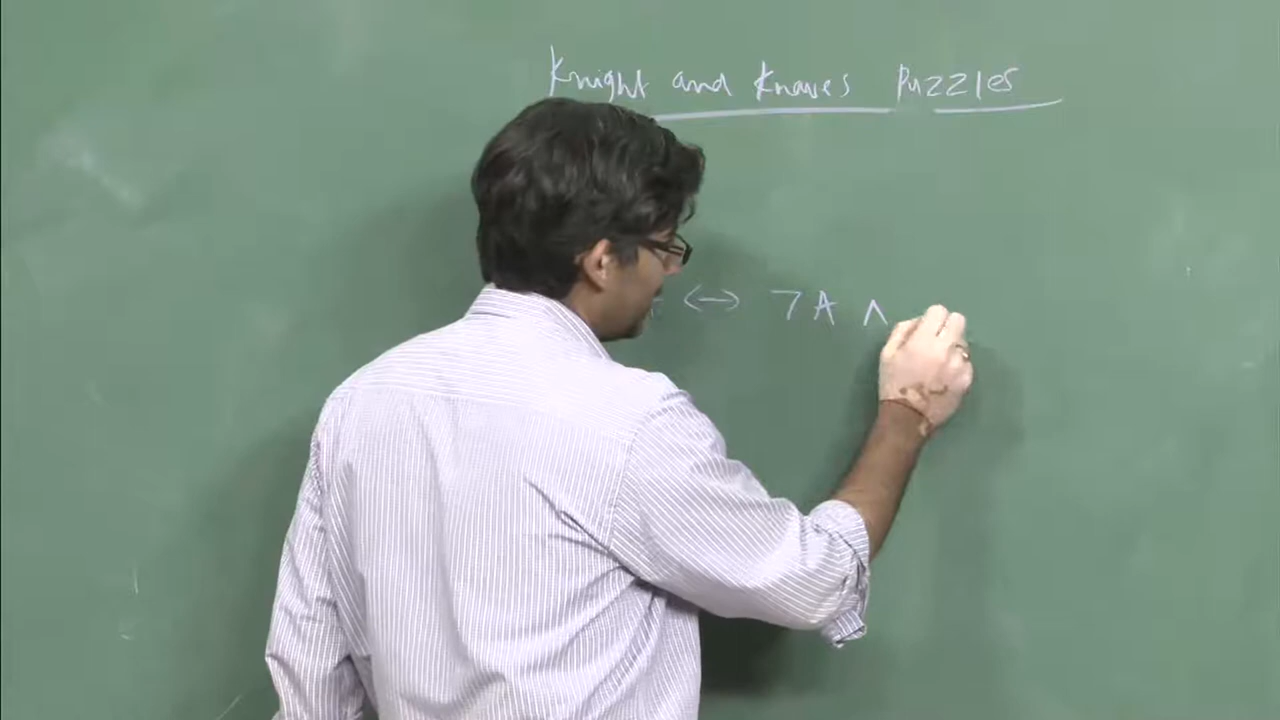 Knight and Knaves Puzzles
↔ ¬A ∧